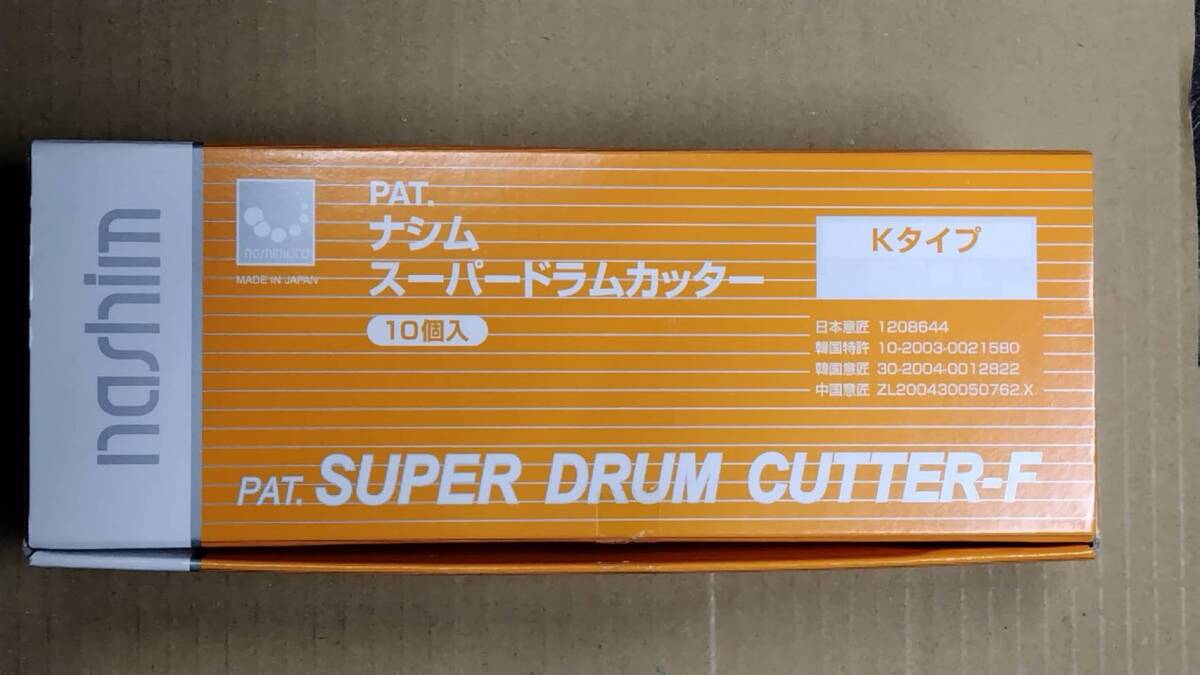 nashim
nashimoto
MADE IN JAPAN
PAT.
ナシム
スーパードラムカッター
10個入
Kタイプ
日本意匠 1208644
韓国特許 10-2003-0021580
韓国意匠 30-2004-0012822
中国意匠 ZL200430050762.X
PAT. SUPER DRUM CUTTER-F